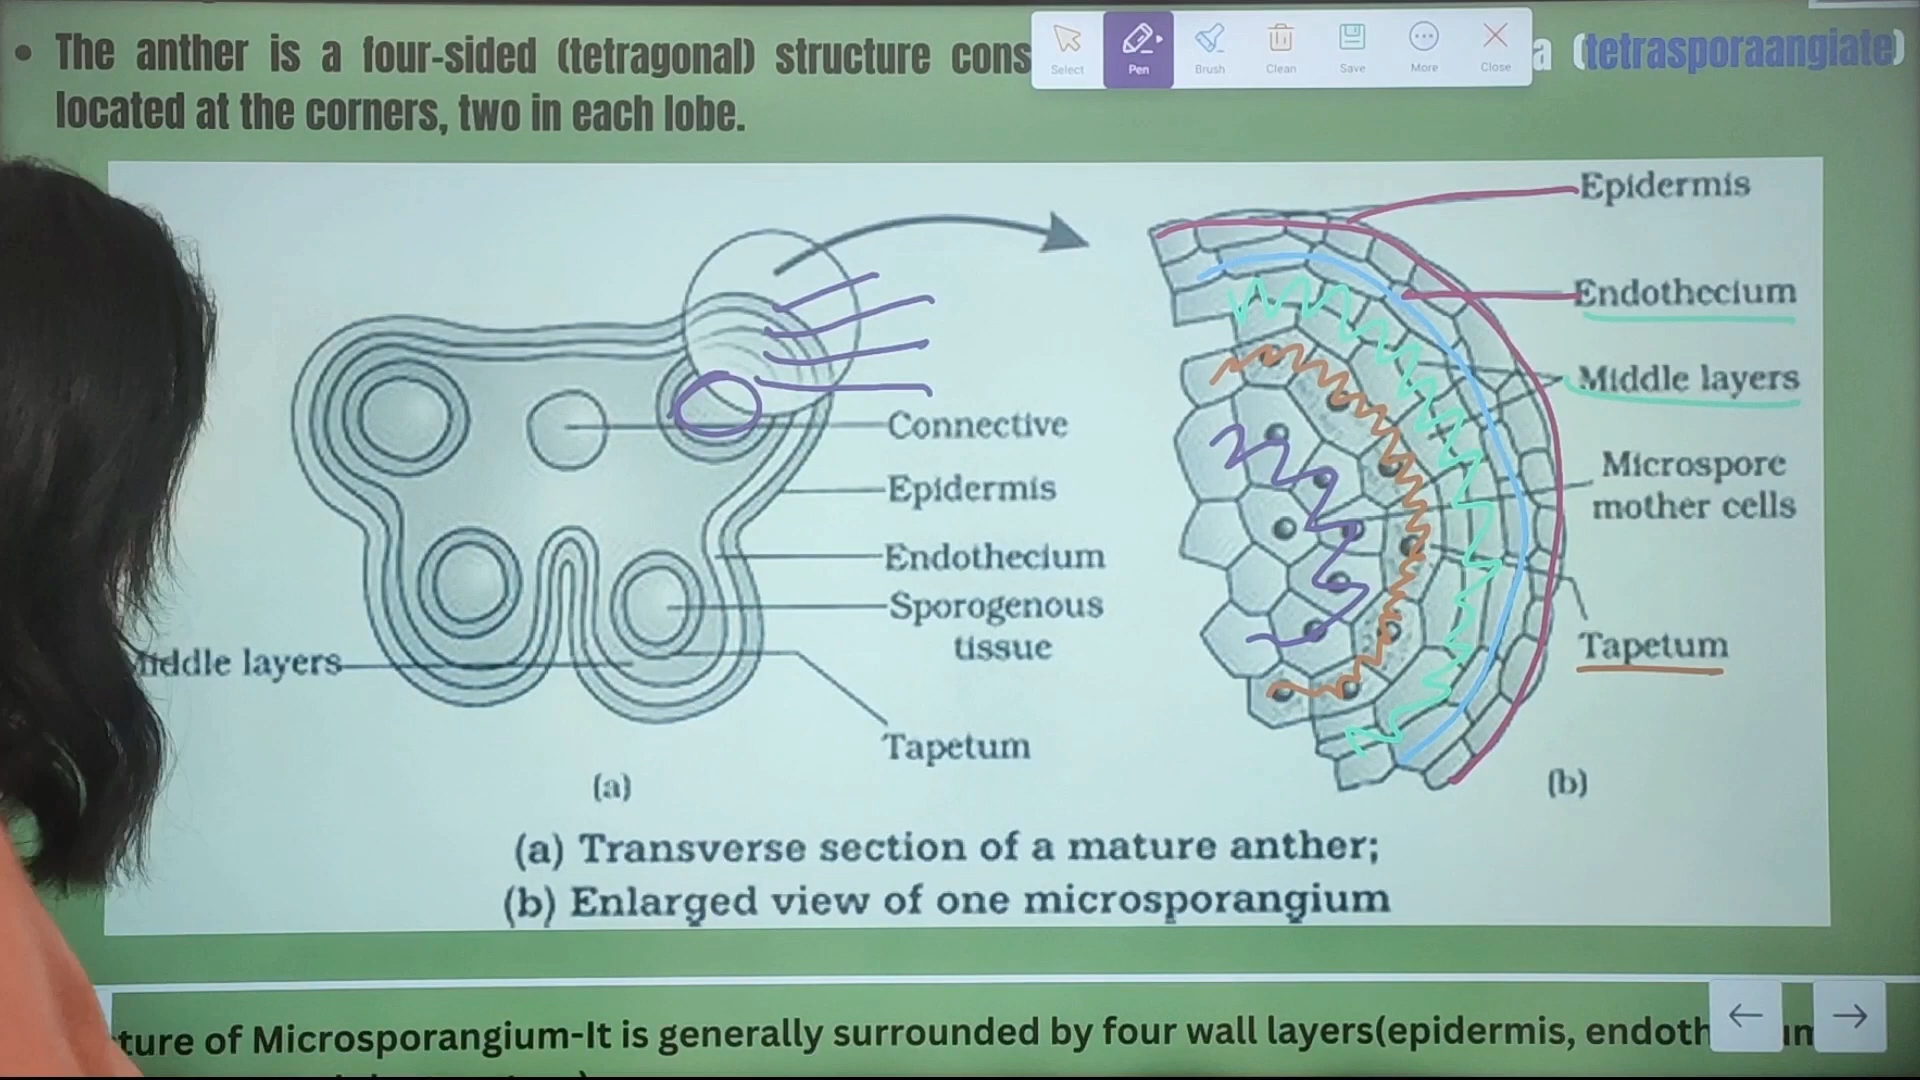 • The anther is a four-sided (tetragonal) structure cons
a (tetrasporaangiate)
located at the corners, two in each lobe.
Select
Pen
Brush
Clean
Save
More
Close
Epidermis
Endothecium
Middle layers
Microspore
mother cells
Tapetum
(b)
Connective
Epidermis
Endothecium
Sporogenous
tissue
Middle layers
Tapetum
(a)
(a) Transverse section of a mature anther;
(b) Enlarged view of one microsporangium
ture of Microsporangium-It is generally surrounded by four wall layers(epidermis, endoth